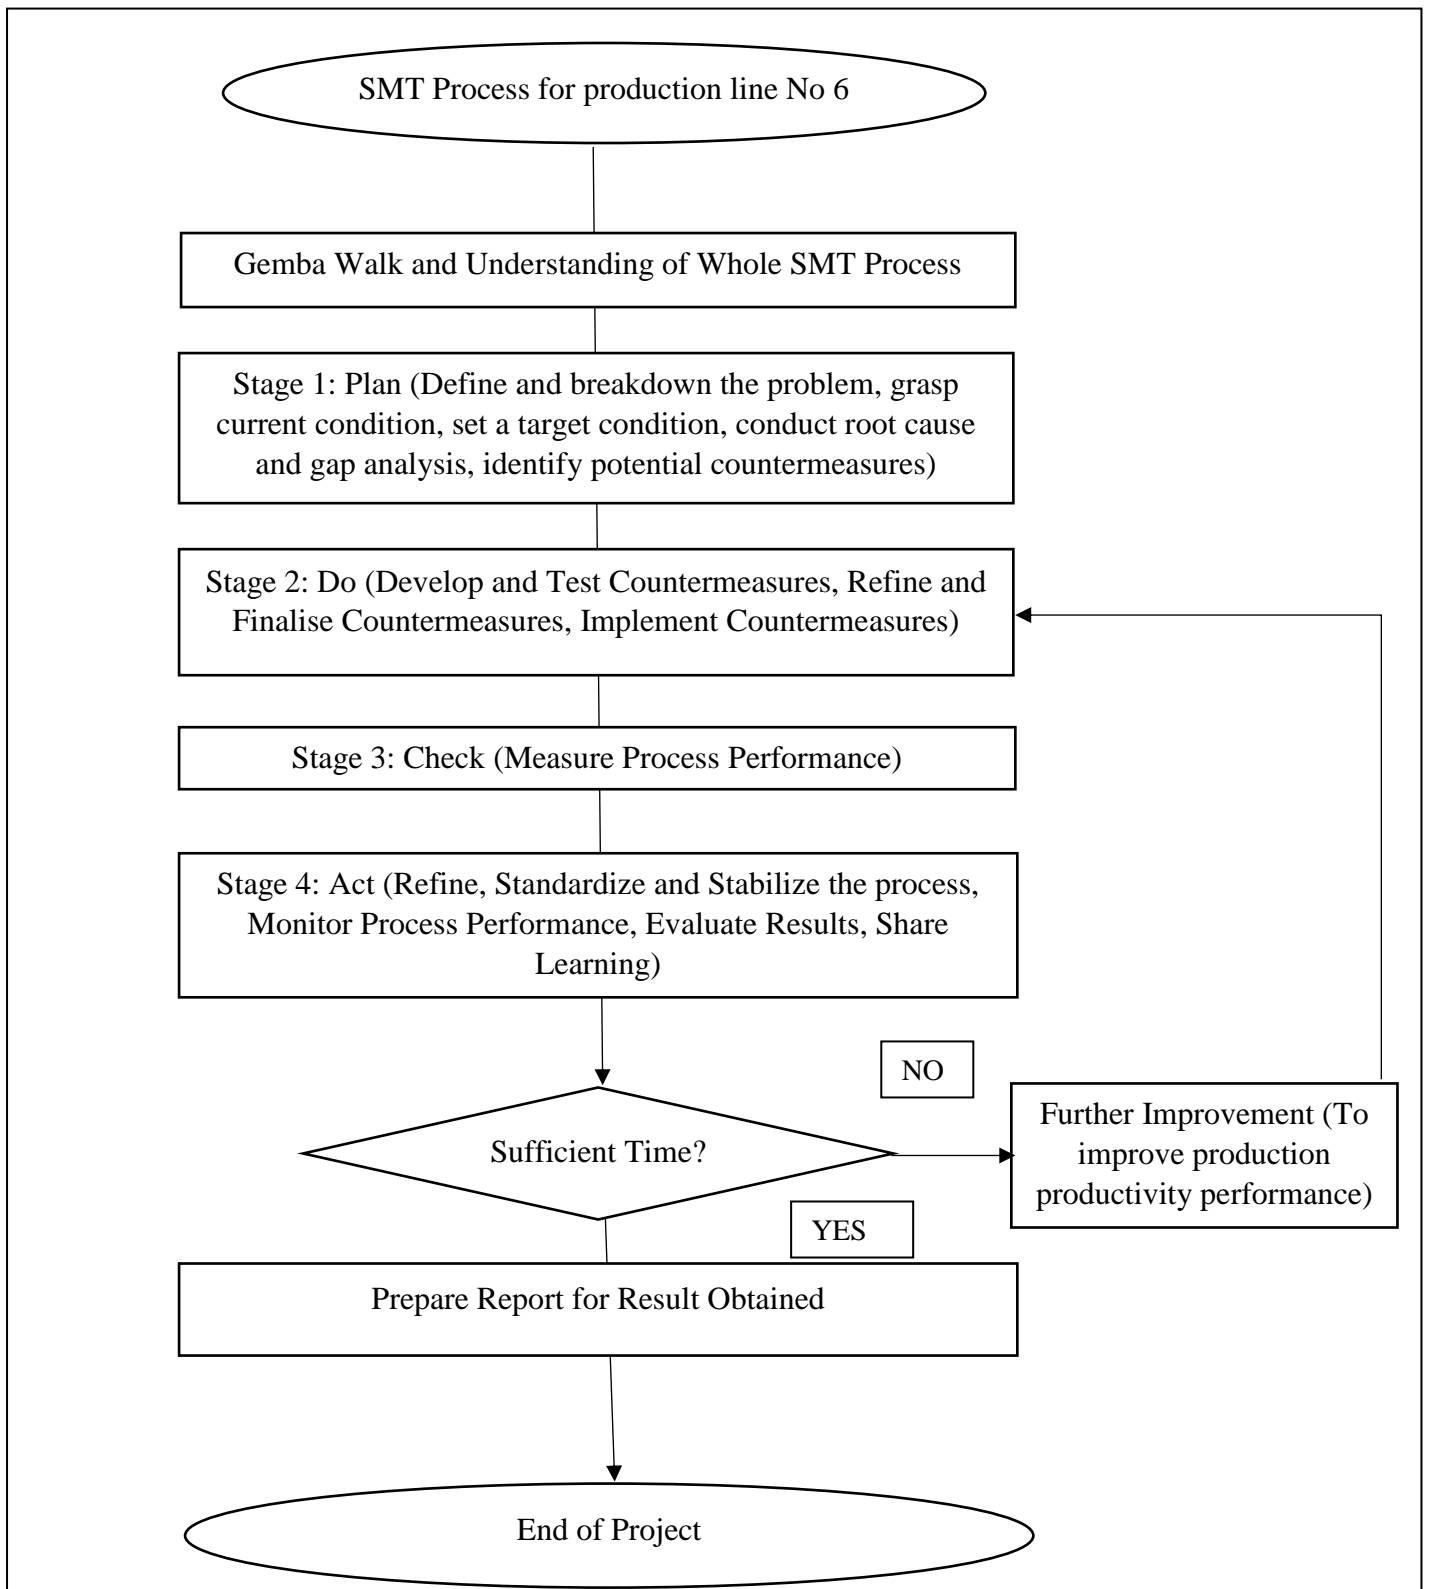 SMT Process for production line No 6
Gemba Walk and Understanding of Whole SMT Process
Stage 1: Plan (Define and breakdown the problem, grasp
current condition, set a target condition, conduct root cause
and gap analysis, identify potential countermeasures)
Stage 2: Do (Develop and Test Countermeasures, Refine and
Finalise Countermeasures, Implement Countermeasures)
Stage 3: Check (Measure Process Performance)
Stage 4: Act (Refine, Standardize and Stabilize the process,
Monitor Process Performance, Evaluate Results, Share
Learning)
NO
Sufficient Time?
Further Improvement (To
improve production
productivity performance)
YES
Prepare Report for Result Obtained
End of Project